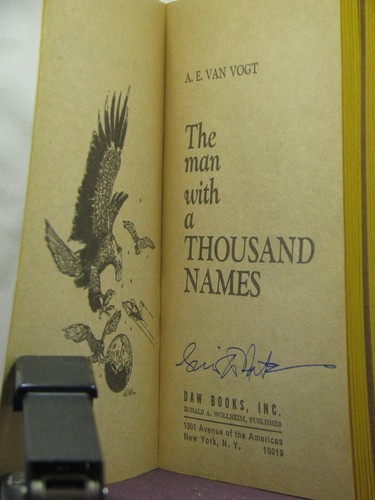 A. E. VAN VOGT
The
man
with
a
THOUSAND
NAMES
DAW BOOKS, INC.
DONALD A. WOLLHEIM, PUBLISHER
1301 Avenue of the Americas
New York, N. Y. 10019